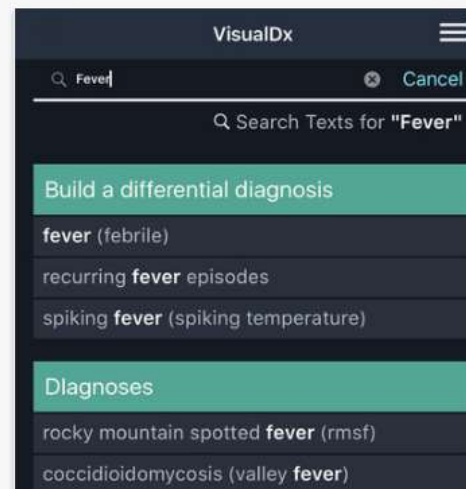 VisualDx
Fever
Cancel
Search Texts for "Fever"
Build a differential diagnosis
fever (febrile)
recurring fever episodes
spiking fever (spiking temperature)
DIagnoses
rocky mountain spotted fever (rmsf)
coccidioidomycosis (valley fever)